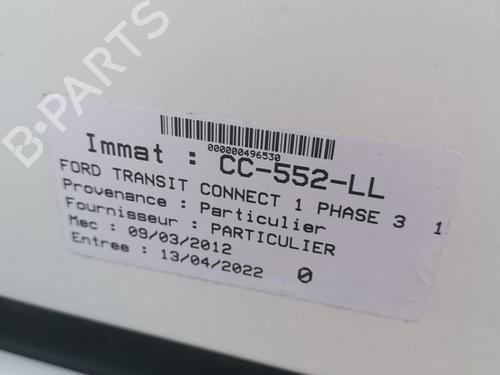 B-PARTS
000000496530
Immat : CC-552-LL
FORD TRANSIT CONNECT 1 PHASE 3 1
Provenance : Particulier
Fournisseur : PARTICULIER
Mec : 09/03/2012
Entree : 13/04/2022 0